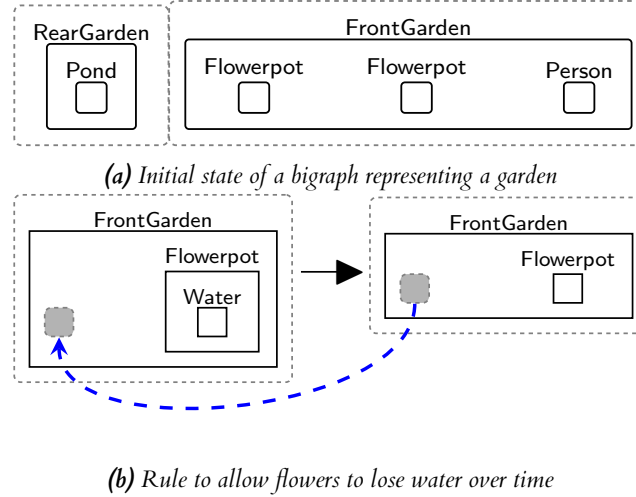 RearGarden
FrontGarden
Pond
Flowerpot
Flowerpot
Person
(a) Initial state of a bigraph representing a garden
FrontGarden
Flowerpot
Water
FrontGarden
Flowerpot
(b) Rule to allow flowers to lose water over time